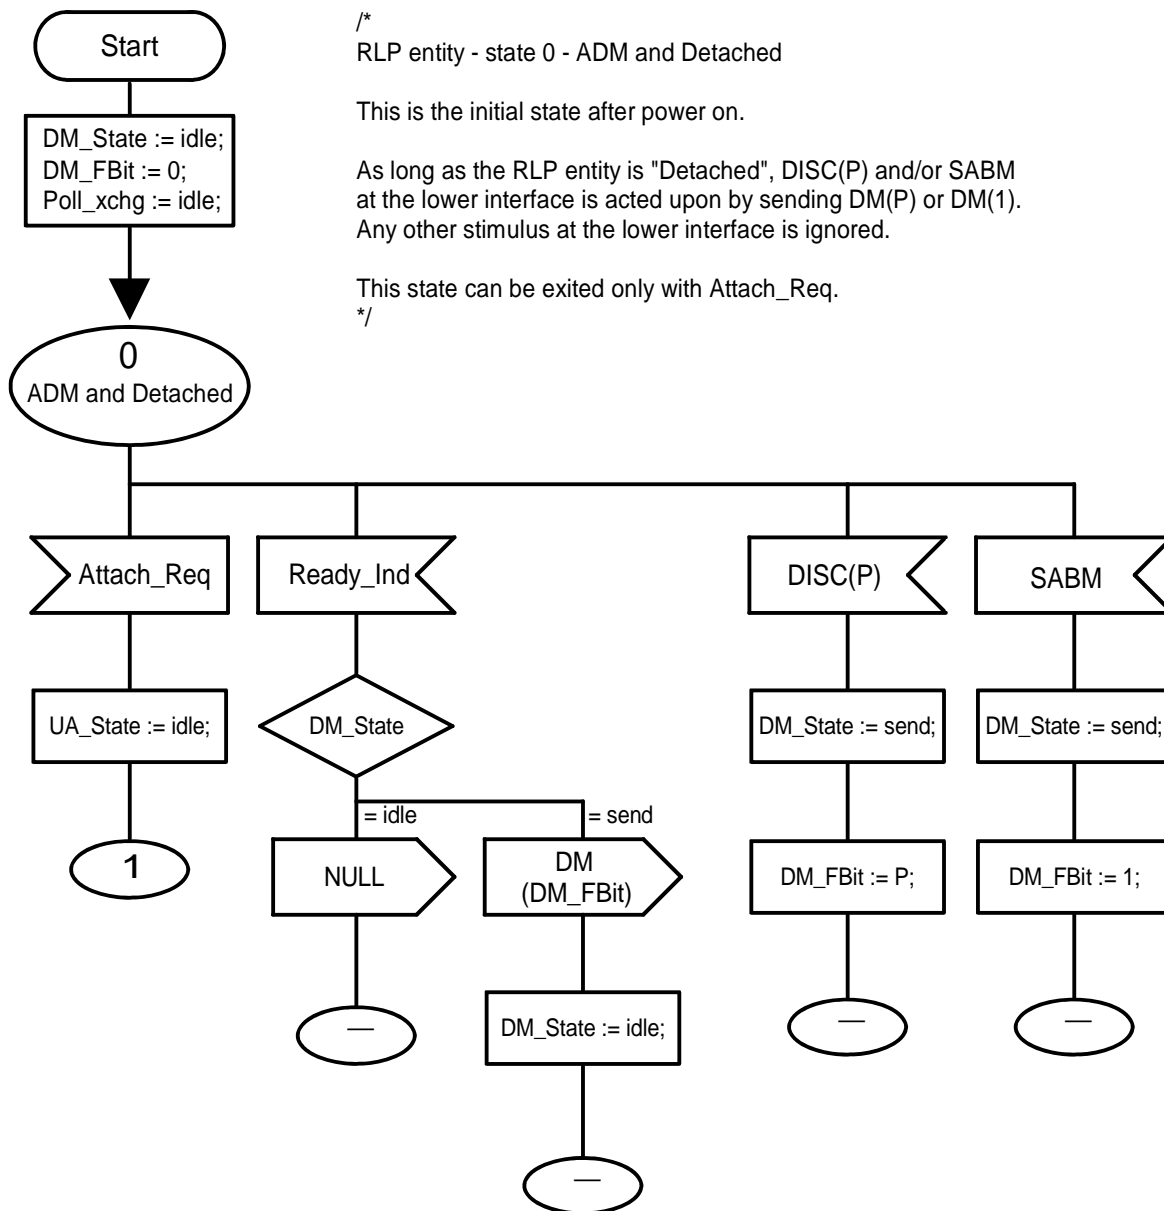 Start
DM_State := idle;
DM_FBit := 0;
Poll_xchg := idle;
/*
RLP entity - state 0 - ADM and Detached
This is the initial state after power on.
As long as the RLP entity is "Detached", DISC(P) and/or SABM
at the lower interface is acted upon by sending DM(P) or DM(1).
Any other stimulus at the lower interface is ignored.
This state can be exited only with Attach_Req.
*/
0
ADM and Detached
Attach_Req
Ready_Ind
DISC(P)
SABM
UA_State := idle;
DM_State
DM_State := send;
DM_State := send;
= idle
= send
1
NULL
DM
(DM_FBit)
DM_FBit := P;
DM_FBit := 1;
—
DM_State := idle;
—
—
—